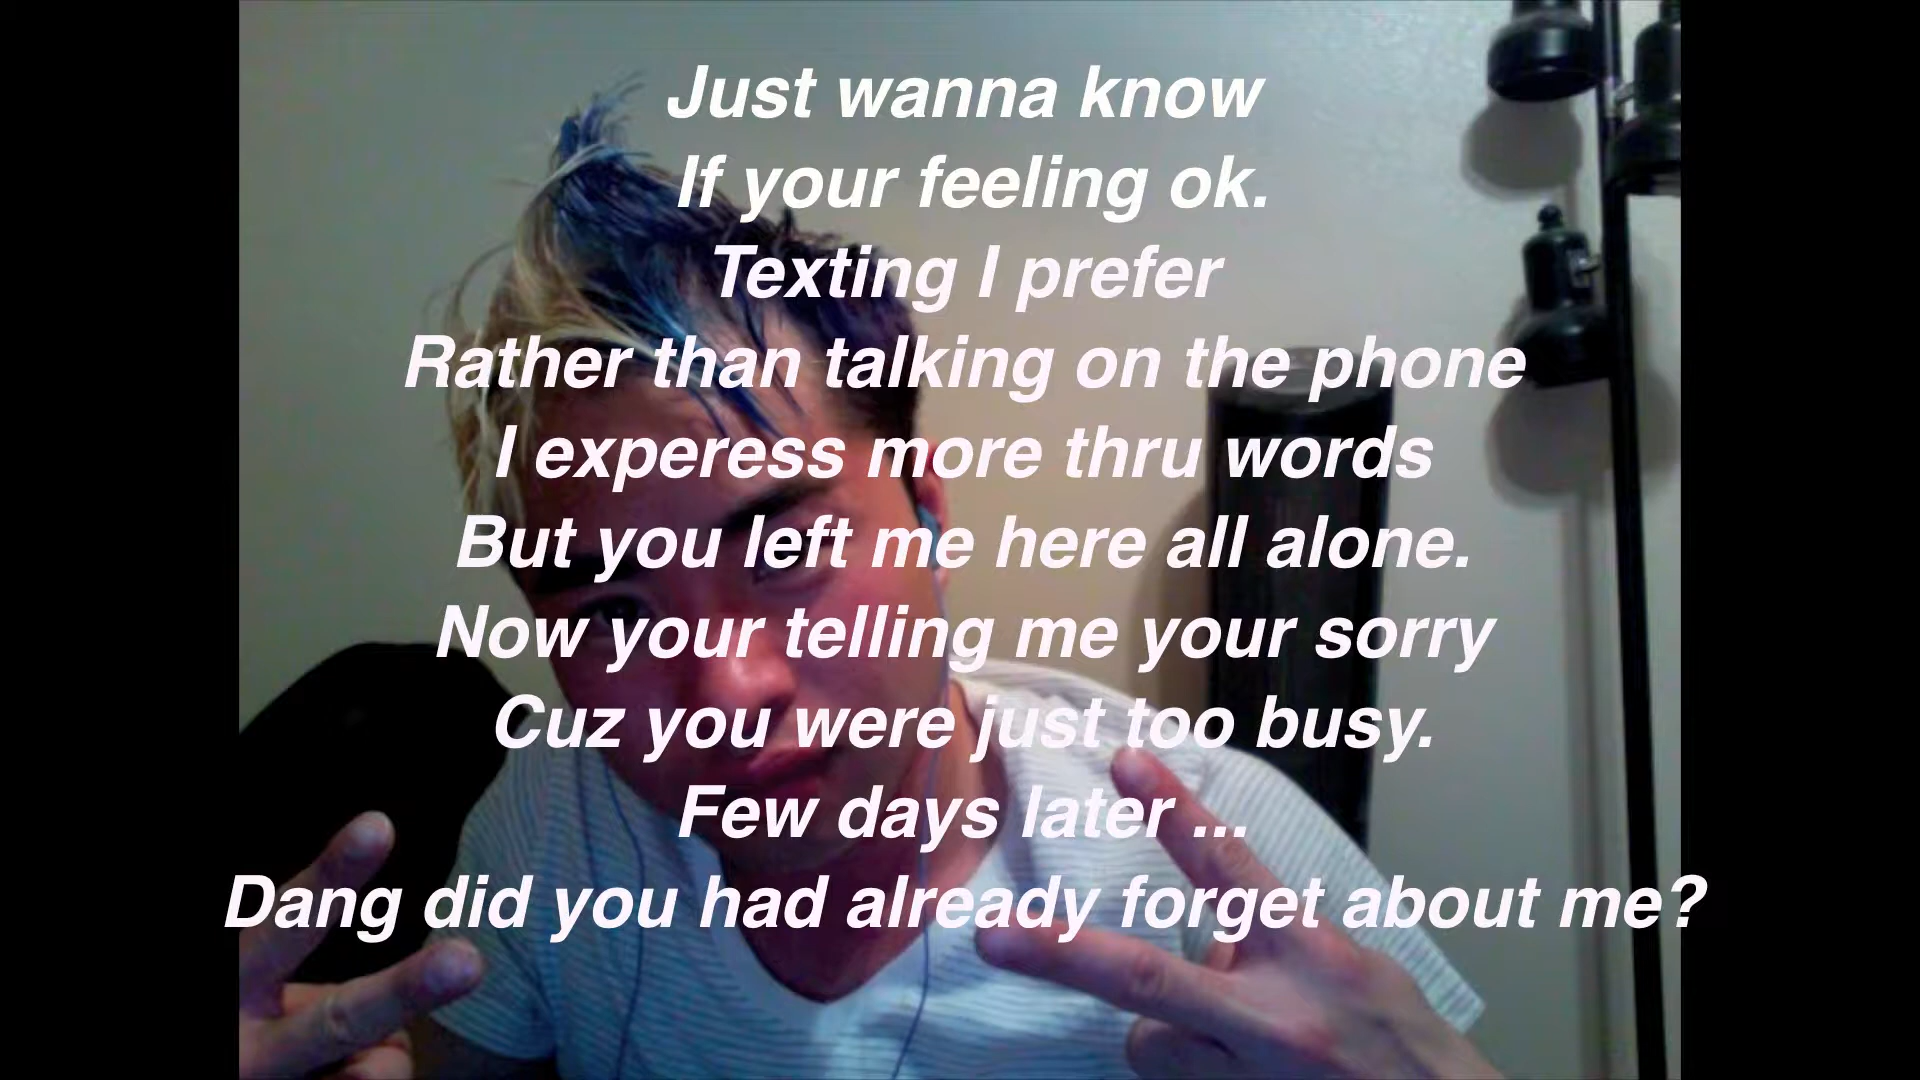 Just wanna know
If your feeling ok.
Texting I prefer
Rather than talking on the phone
I experess more thru words
But you left me here all alone.
Now your telling me your sorry
Cuz you were just too busy.
Few days later ...
Dang did you had already forget about me?